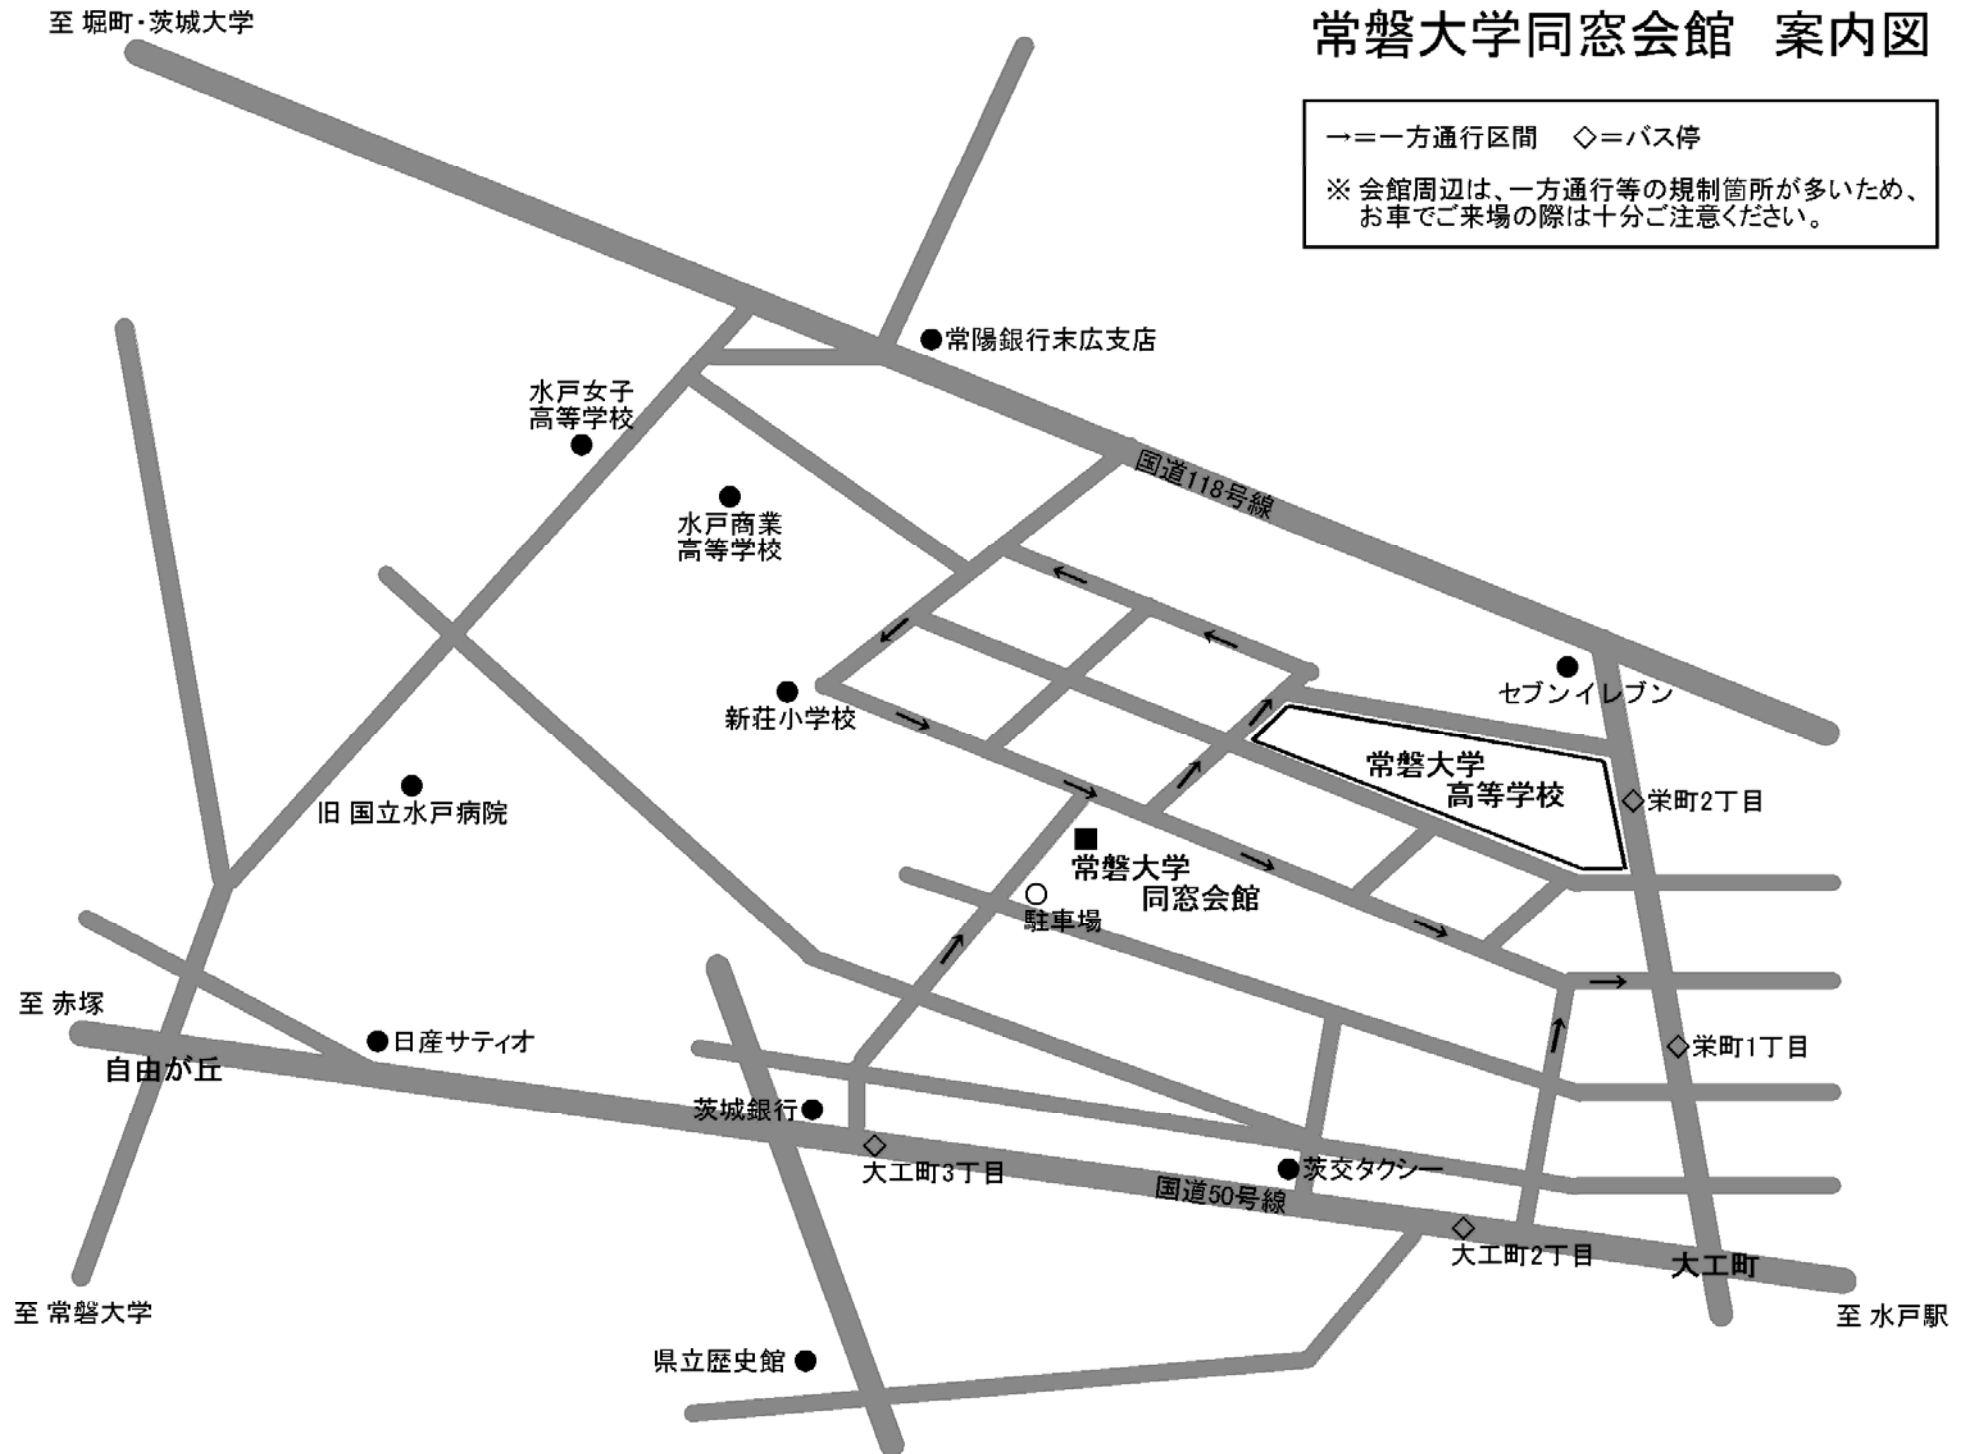 至 堀町・茨城大学
常磐大学同窓会館 案内図
→=一方通行区間 ◇=バス停
※ 会館周辺は、一方通行等の規制箇所が多いため、
お車でご来場の際は十分ご注意ください。
常陽銀行末広支店
水戸女子
高等学校
国道118号線
水戸商業
高等学校
セブンイレブン
新荘小学校
常磐大学
高等学校
旧 国立水戸病院
栄町2丁目
常磐大学
同窓会館
駐車場
至 赤塚
自由が丘
日産サティオ
栄町1丁目
茨城銀行
大工町3丁目
茨交タクシー
国道50号線
大工町2丁目
大工町
至 常磐大学
至 水戸駅
県立歴史館